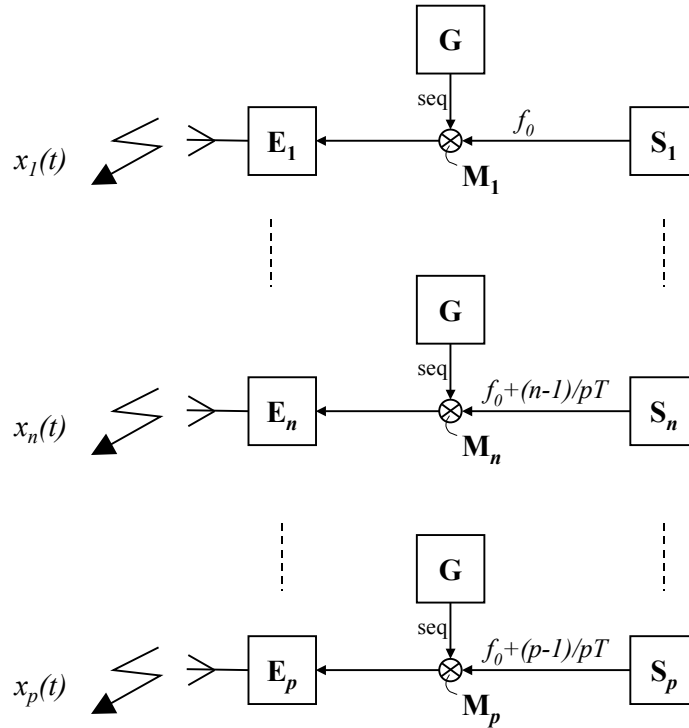 G
seq
f₀
E₁
S₁
x₁(t)
M₁
G
seq
f₀+(n-1)/pT
Eₙ
Sₙ
xₙ(t)
Mₙ
G
seq
f₀+(p-1)/pT
Eₚ
Sₚ
xₚ(t)
Mₚ